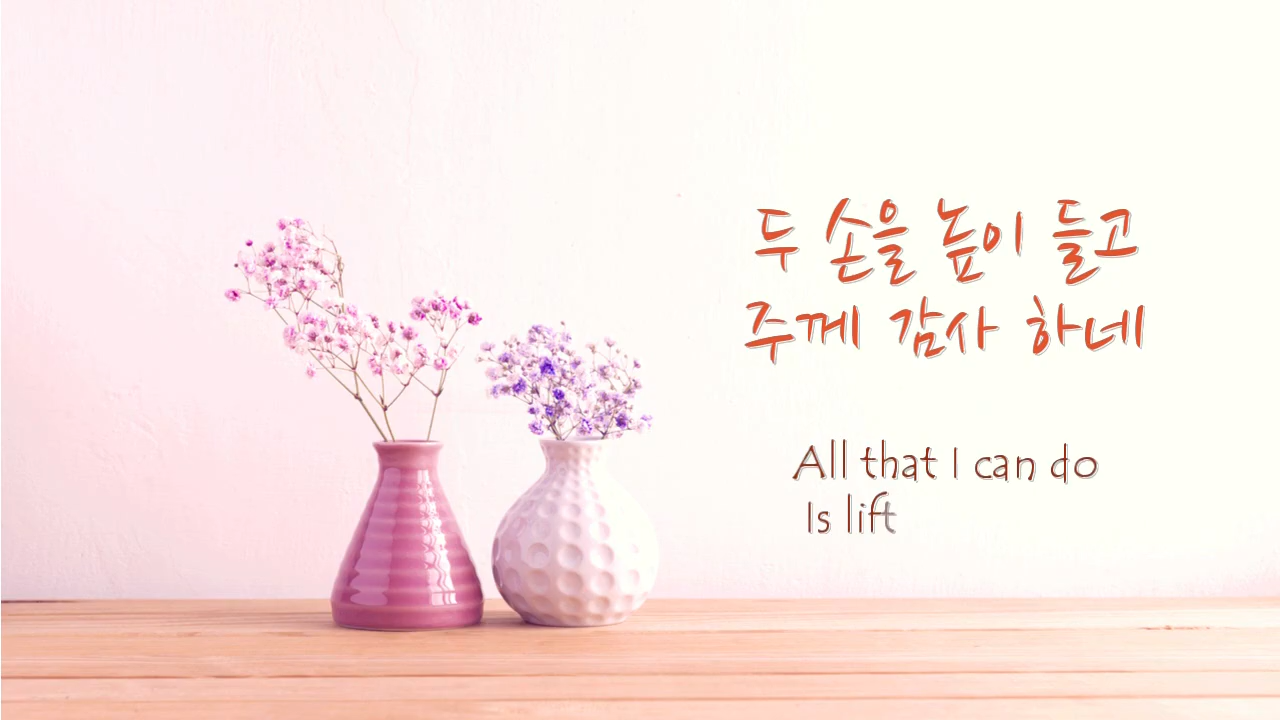 두 손을 높이 들고
주께 감사 하네
All that I can do
Is lift